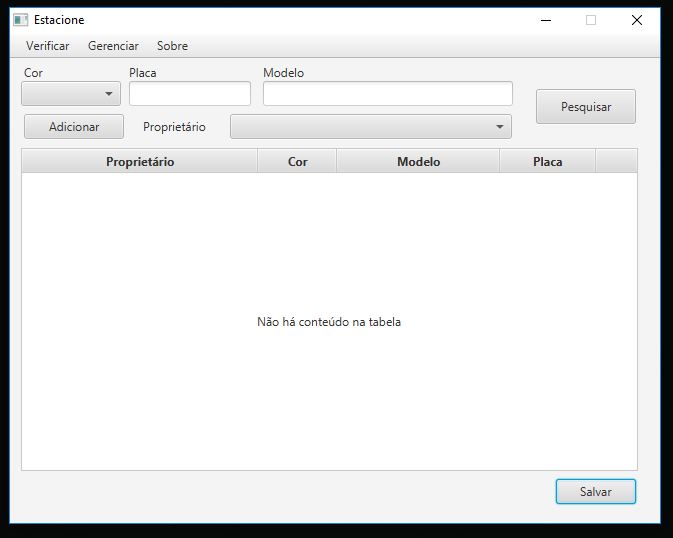 Estacione
Verificar Gerenciar Sobre
Cor Placa Modelo
Pesquisar
Adicionar Proprietário
Proprietário Cor Modelo Placa
Não há conteúdo na tabela
Salvar